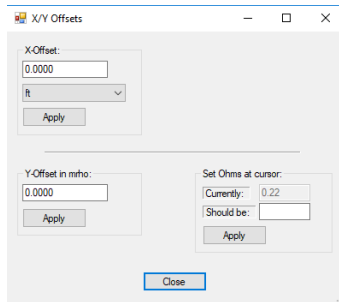 X/Y Offsets
X-Offset:
0.0000
ft
Apply
Y-Offset in mrho:
0.0000
Apply
Set Ohms at cursor:
Currently: 0.22
Should be:
Apply
Close